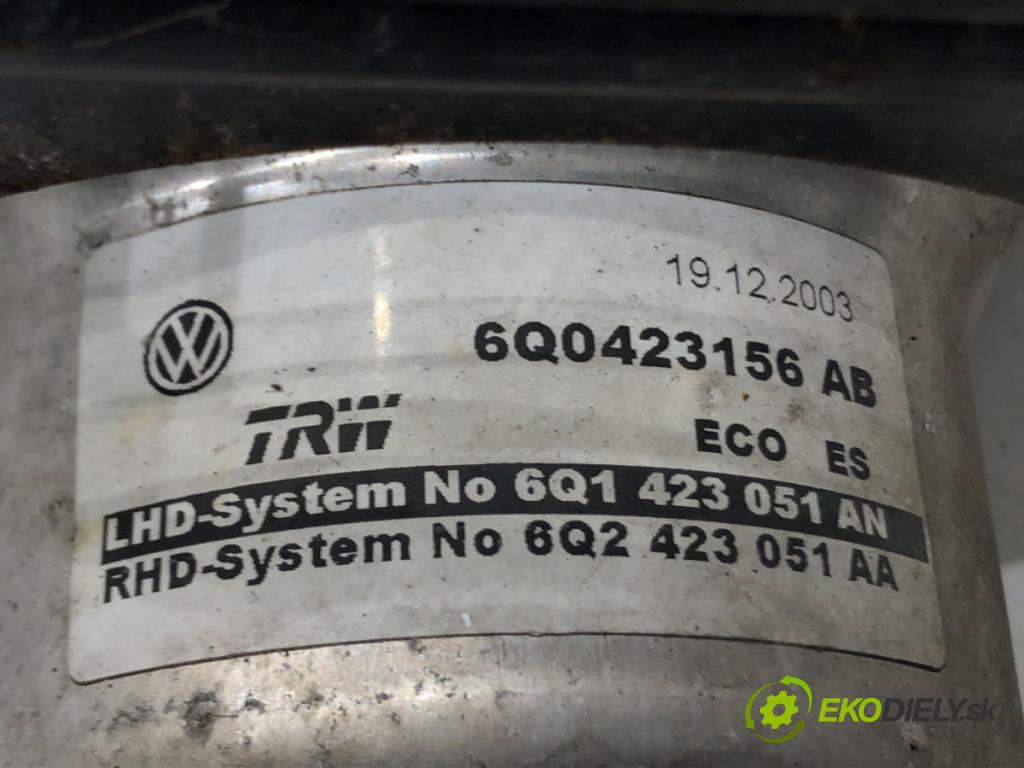 19.12.2003
6Q0423156 AB
TRW
ECO ES
LHD-System No 6Q1 423 051 AN
RHD-System No 6Q2 423 051 AA
EKODIELY.sk